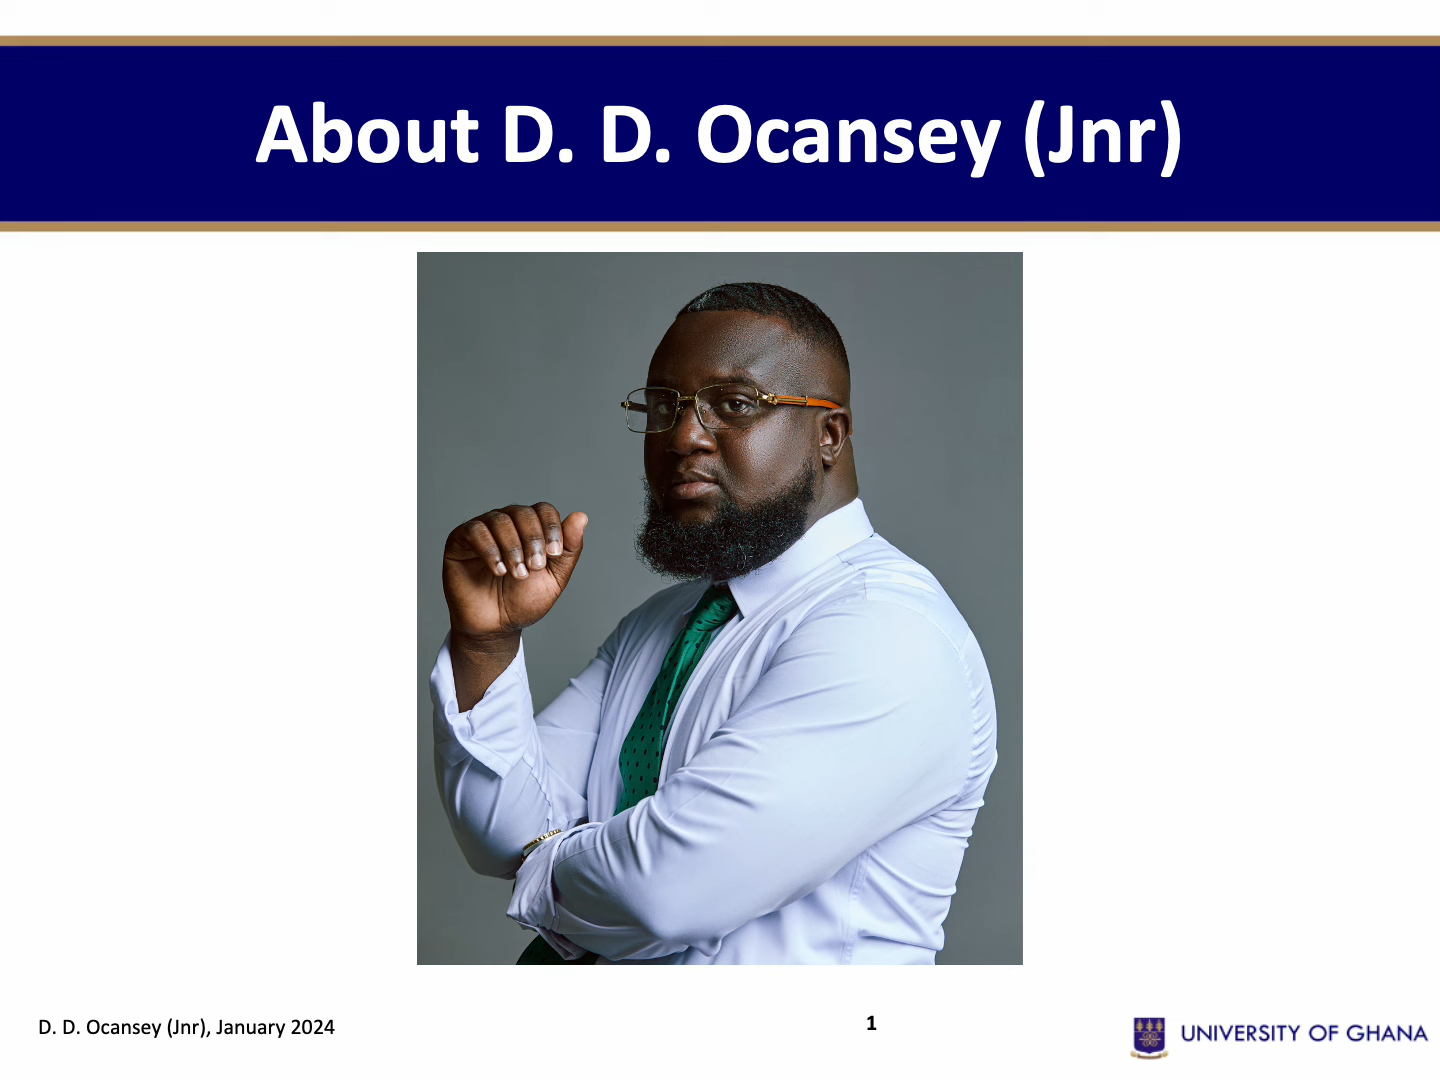 About D. D. Ocansey (Jnr)
D. D. Ocansey (Jnr), January 2024
1
UNIVERSITY OF GHANA